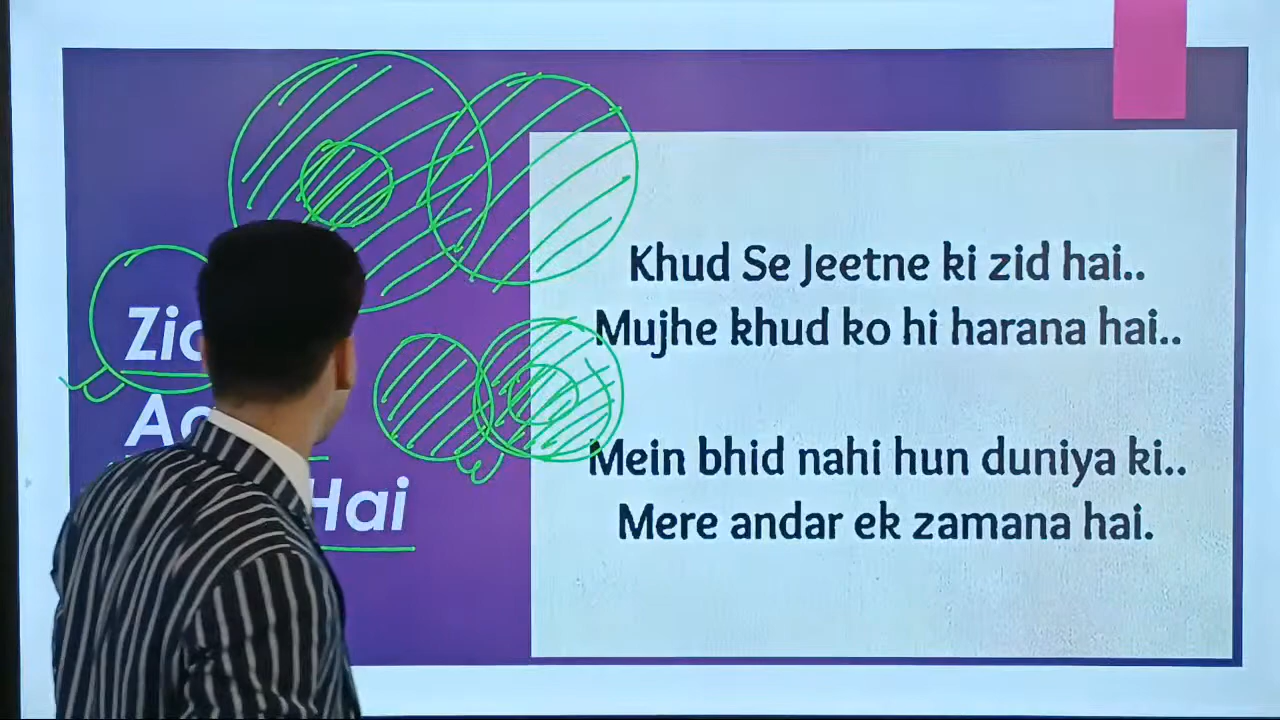 Hai
Khud Se Jeetne ki zid hai..
Mujhe khud ko hi harana hai..
Mein bhid nahi hun duniya ki..
Mere andar ek zamana hai.